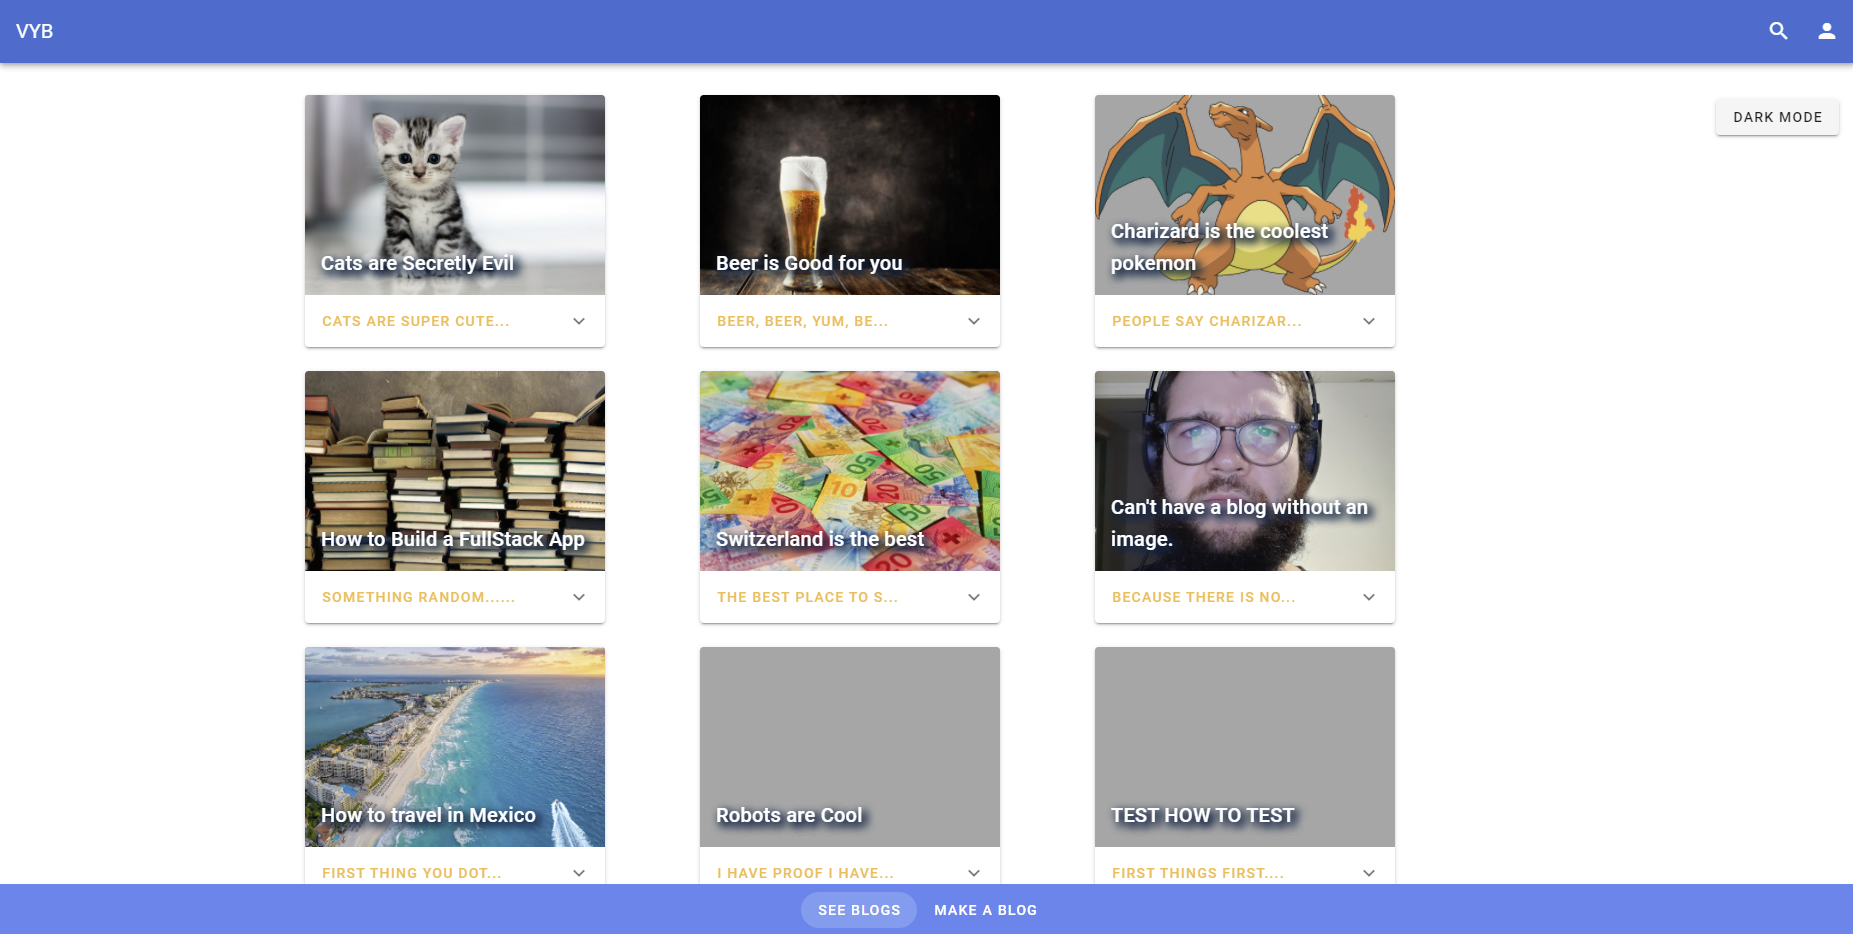 VYB
DARK MODE
Cats are Secretly Evil
Beer is Good for you
Charizard is the coolest
pokemon
CATS ARE SUPER CUTE...
BEER, BEER, YUM, BE...
PEOPLE SAY CHARIZAR...
How to Build a FullStack App
Switzerland is the best
Can't have a blog without an
image.
SOMETHING RANDOM......
THE BEST PLACE TO S...
BECAUSE THERE IS NO...
How to travel in Mexico
Robots are Cool
TEST HOW TO TEST
FIRST THING YOU DOT...
I HAVE PROOF I HAVE...
FIRST THINGS FIRST....
SEE BLOGS
MAKE A BLOG